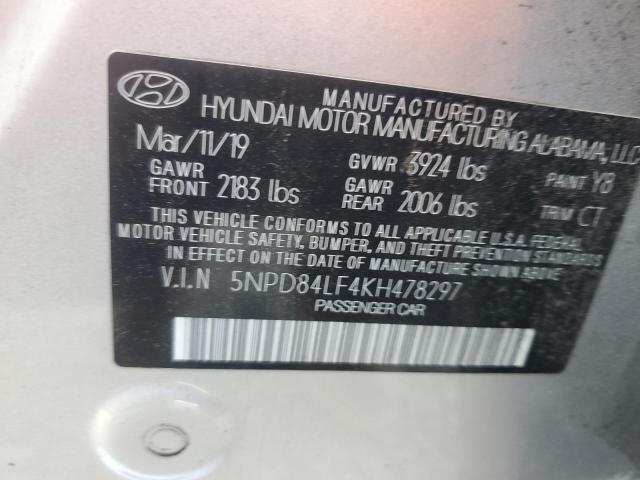 MANUFACTURED BY
HYUNDAI MOTOR MANUFACTURING ALABAMA, LLC
Mar/11/19 GVWR 3924 lbs PAINT Y8
GAWR FRONT 2183 lbs GAWR REAR 2006 lbs TRIM CT
THIS VEHICLE CONFORMS TO ALL APPLICABLE U.S.A. FEDERAL
MOTOR VEHICLE SAFETY, BUMPER, AND THEFT PREVENTION STANDARDS
IN EFFECT ON THE DATE OF MANUFACTURE SHOWN ABOVE.
V.I.N 5NPD84LF4KH478297
PASSENGER CAR